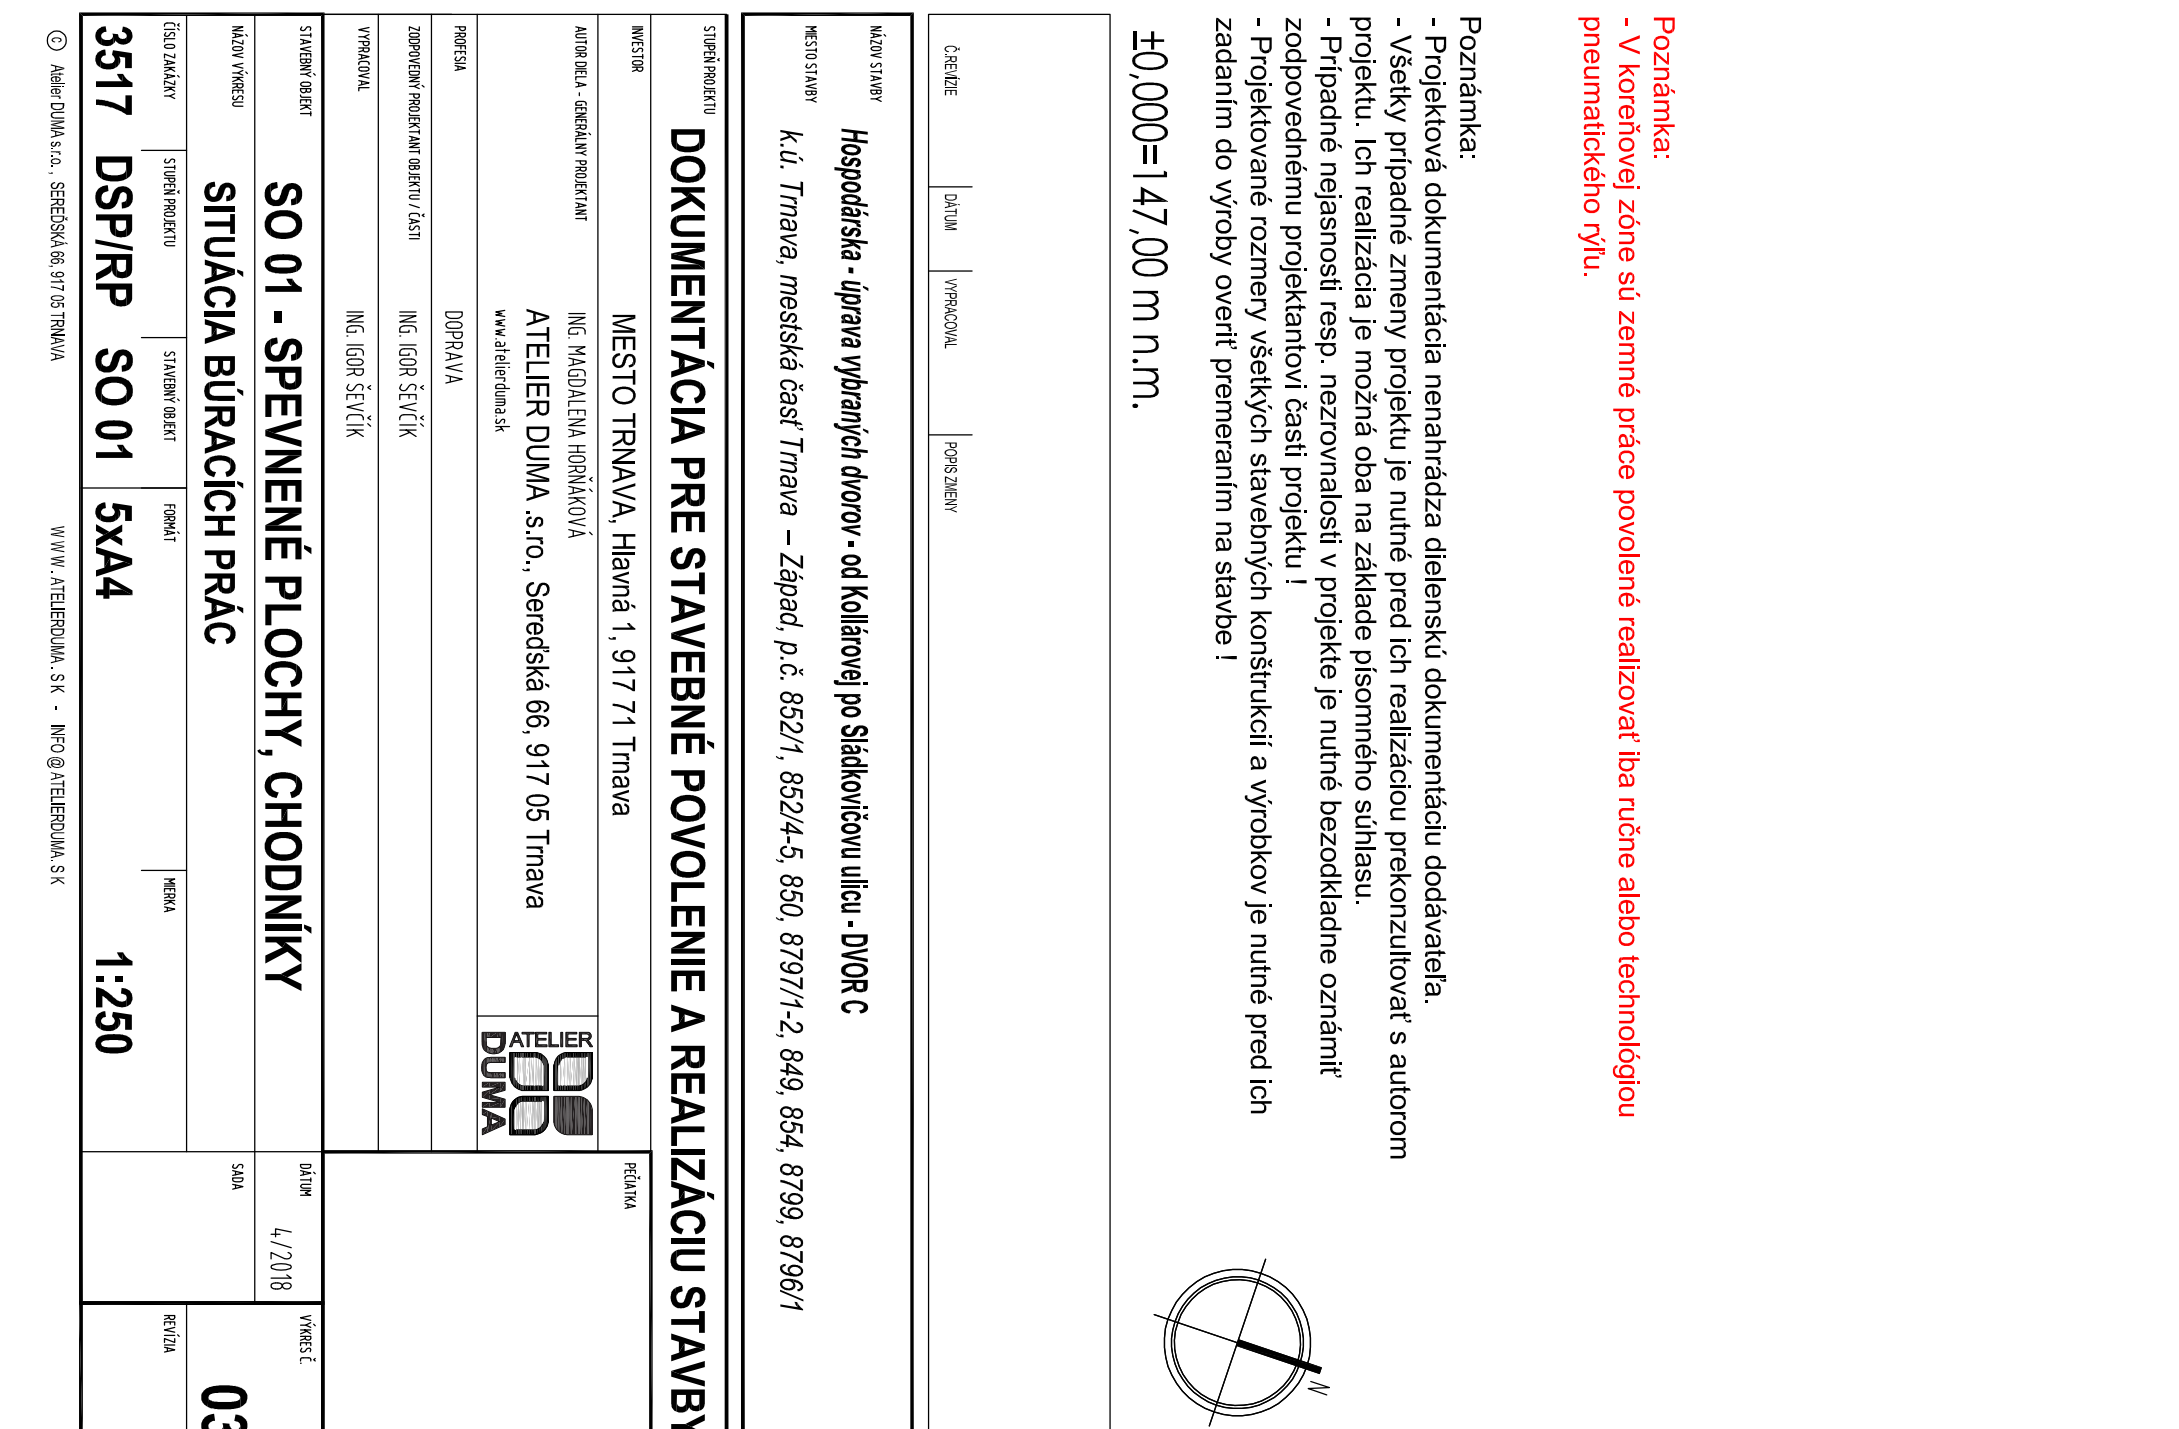 Poznámka:
- V koreňovej zóne sú zemné práce povolené realizovať iba ručne alebo technológiou
pneumatického rýľu.
Poznámka:
- Projektová dokumentácia nenahrádza dielenskú dokumentáciu dodávateľa.
- Všetky prípadné zmeny projektu je nutné pred ich realizáciou prekonzultovať s autorom
projektu. Ich realizácia je možná oba na základe písomného súhlasu.
- Prípadné nejasnosti resp. nezrovnalosti v projekte je nutné bezodkladne oznámiť
zodpovednému projektantovi časti projektu !
- Projektované rozmery všetkých stavebných konštrukcií a výrobkov je nutné pred ich
zadaním do výroby overiť premeraním na stavbe !
±0,000=147,00 m n.m.
N
Č.REVÍZIE DÁTUM VYPRACOVAL POPIS ZMENY
NÁZOV STAVBY
Hospodárska - úprava vybraných dvorov - od Kollárovej po Sládkovičovu ulicu - DVOR C
MIESTO STAVBY
k.ú. Trnava, mestská časť Trnava – Západ, p.č. 852/1, 852/4-5, 850, 8797/1-2, 849, 854, 8799, 8796/1
STUPEŇ PROJEKTU
DOKUMENTÁCIA PRE STAVEBNÉ POVOLENIE A REALIZÁCIU STAVBY
INVESTOR
MESTO TRNAVA, Hlavná 1, 917 71 Trnava
PEČIATKA
AUTOR DIELA - GENERÁLNY PROJEKTANT
ING. MAGDALENA HORŇÁKOVÁ
ATELIER DUMA .s.ro., Sereďská 66, 917 05 Trnava
www.atelierduma.sk
ATELIER
DUMA
PROFESIA
DOPRAVA
ZODPOVEDNÝ PROJEKTANT OBJEKTU / ČASTI
ING. IGOR ŠEVČÍK
VYPRACOVAL
ING. IGOR ŠEVČÍK
STAVEBNÝ OBJEKT
SO 01 - SPEVNENÉ PLOCHY, CHODNÍKY
DÁTUM
4/2018
VÝKRES Č.
03
NÁZOV VÝKRESU
SITUÁCIA BÚRACÍCH PRÁC
SADA
ČÍSLO ZAKÁZKY STUPEŇ PROJEKTU STAVEBNÝ OBJEKT FORMÁT MIERKA REVÍZIA
3517 DSP/RP SO 01 5xA4 1:250
© Atelier DUMA s.r.o., SEREĎSKÁ 66, 917 05 TRNAVA WWW.ATELIERDUMA.SK - INFO@ATELIERDUMA.SK